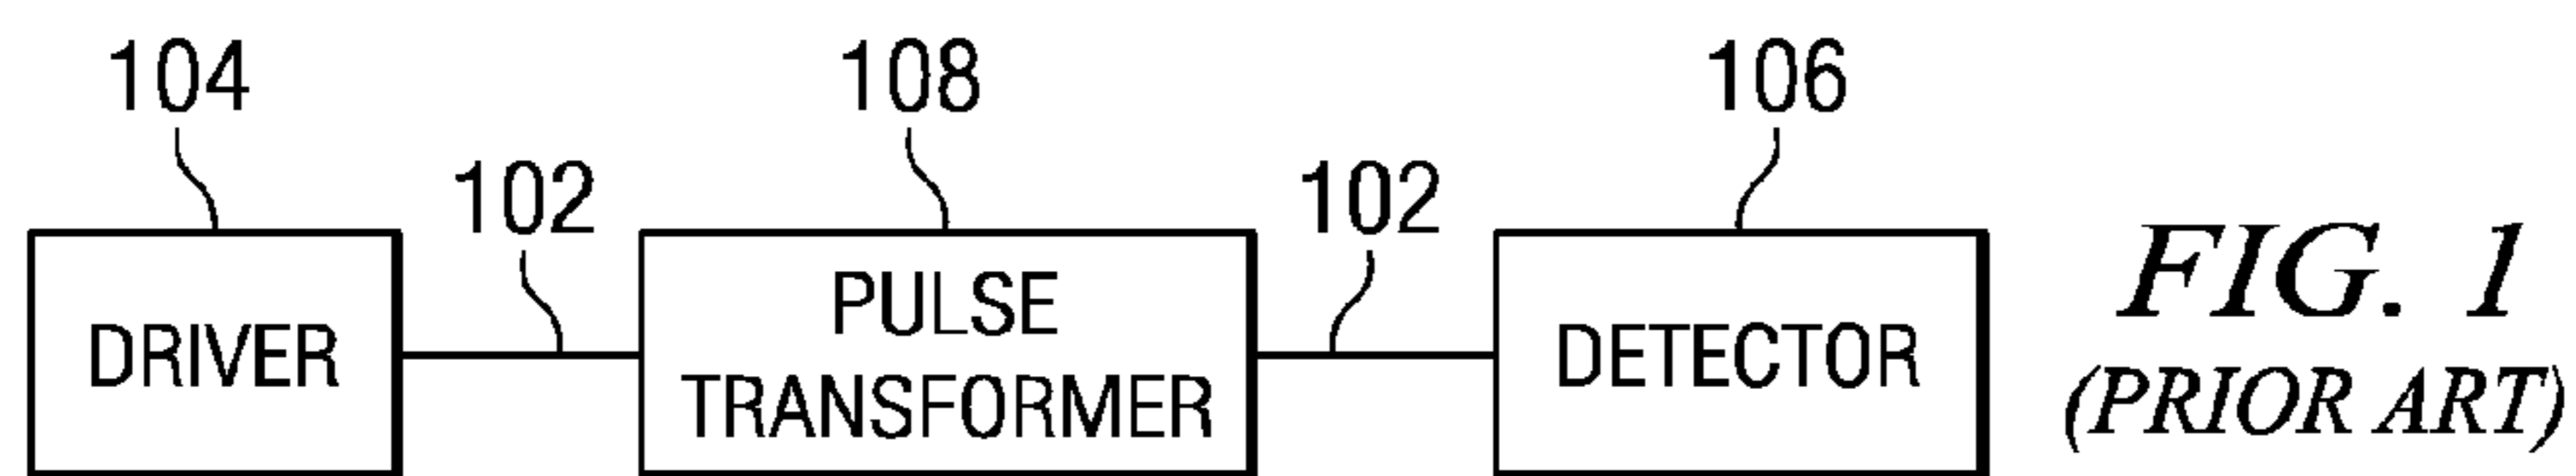 104
108
106
102
102
DRIVER
PULSE
TRANSFORMER
DETECTOR
FIG. 1
(PRIOR ART)